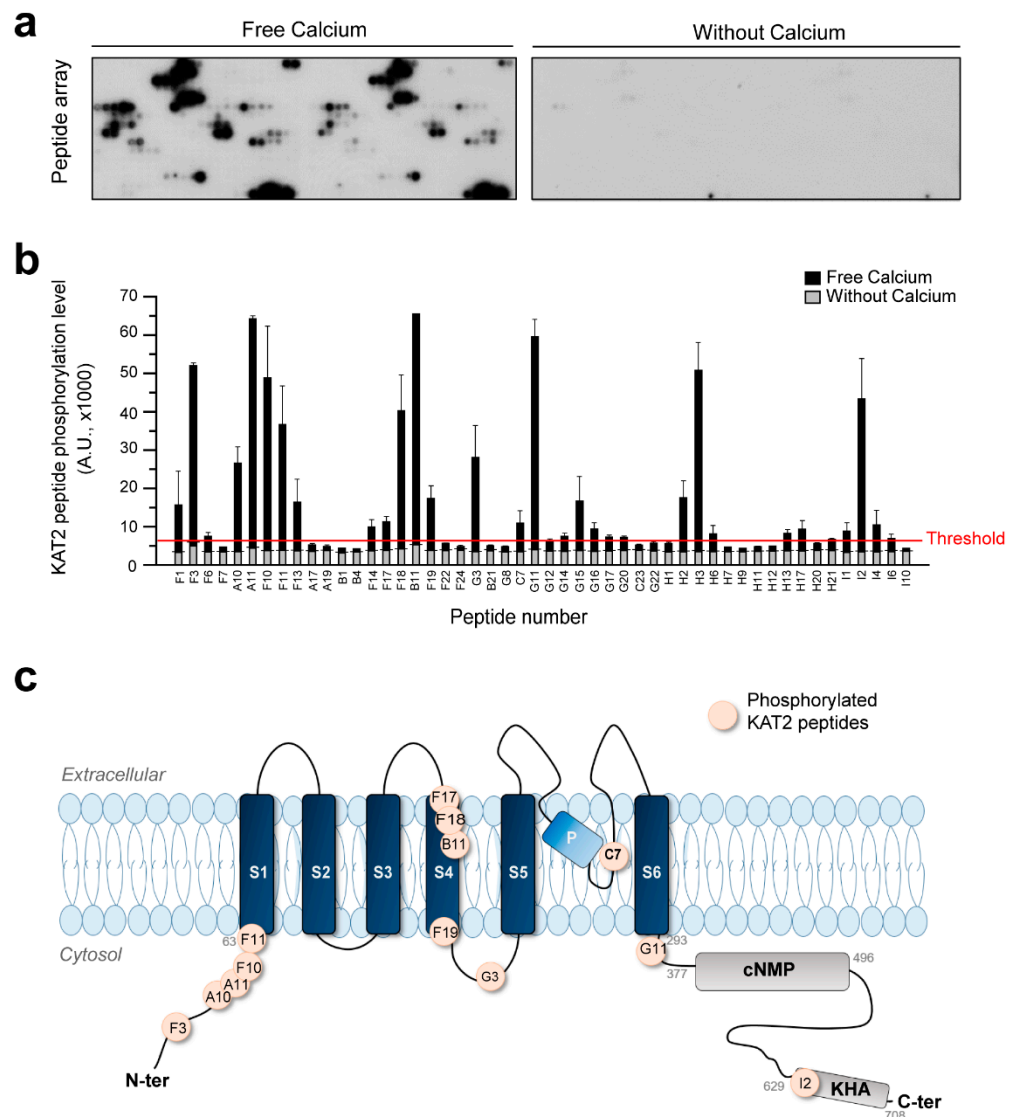 a
Free Calcium
Without Calcium
Peptide array
b
KAT2 peptide phosphorylation level
(A.U., x1000)
Free Calcium
Without Calcium
70
60
50
40
30
20
10
0
Threshold
F1 F3 F6 F7 A10 A11 F10 F11 F13 A17 A19 B1 B4 F14 F17 F18 B11 F19 F22 F24 G3 B21 G8 C7 G11 G12 G14 G15 G16 G17 G20 C23 G22 H1 H2 H3 H6 H7 H9 H11 H12 H13 H17 H20 H21 I1 I2 I4 I6 I10
Peptide number
c
Phosphorylated
KAT2 peptides
Extracellular
F17
F18
B11
P
C7
S1 S2 S3 S4 S5 S6
F19
63 F11
Cytosol
G11 293
F10
A11
A10
G3
377 cNMP 496
F3
N-ter
629 I2 KHA C-ter
708